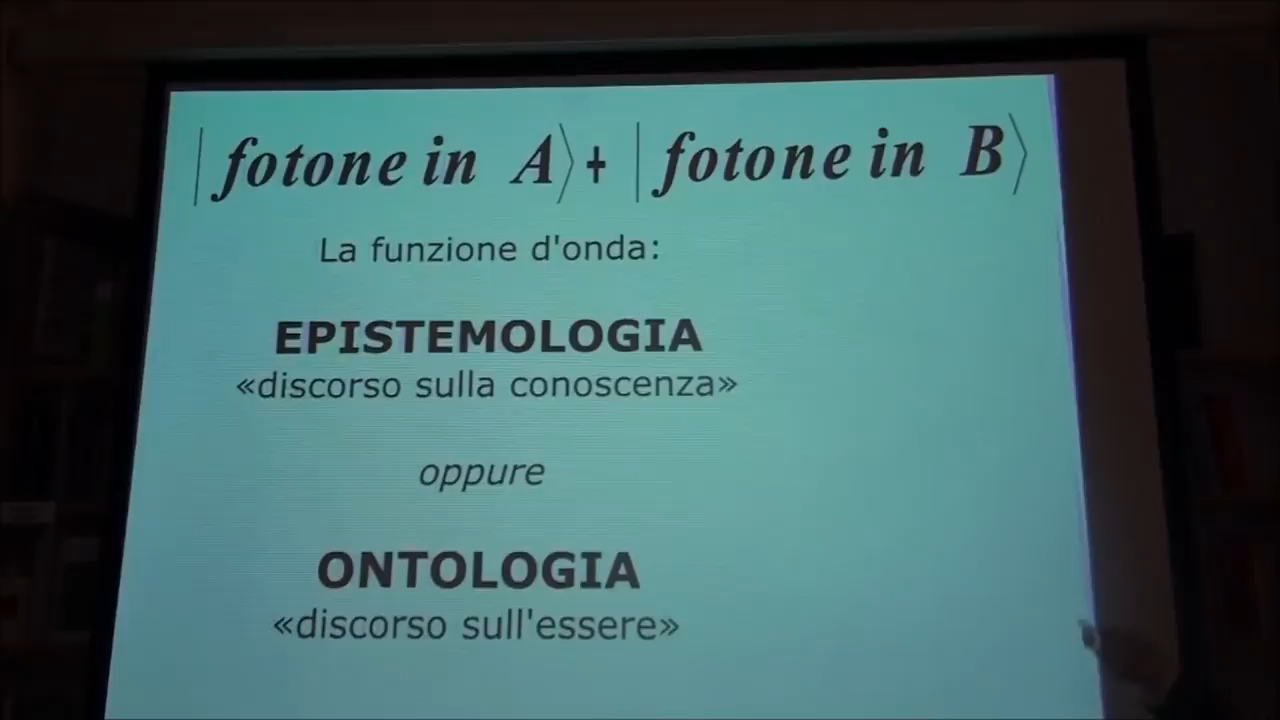 |fotone in A⟩+|fotone in B⟩
La funzione d'onda:
EPISTEMOLOGIA
«discorso sulla conoscenza»
oppure
ONTOLOGIA
«discorso sull'essere»